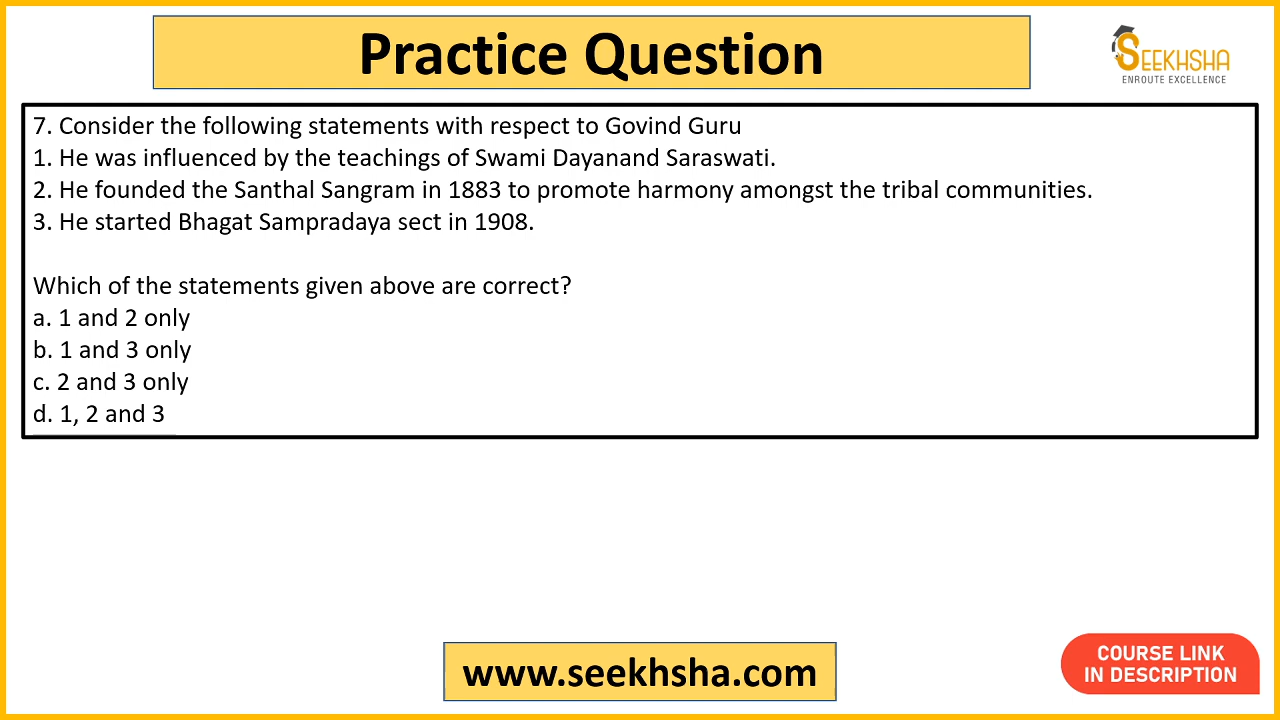 Practice Question
SEEKHSHA
ENROUTE EXCELLENCE
7. Consider the following statements with respect to Govind Guru
1. He was influenced by the teachings of Swami Dayanand Saraswati.
2. He founded the Santhal Sangram in 1883 to promote harmony amongst the tribal communities.
3. He started Bhagat Sampradaya sect in 1908.
Which of the statements given above are correct?
a. 1 and 2 only
b. 1 and 3 only
c. 2 and 3 only
d. 1, 2 and 3
www.seekhsha.com
COURSE LINK
IN DESCRIPTION